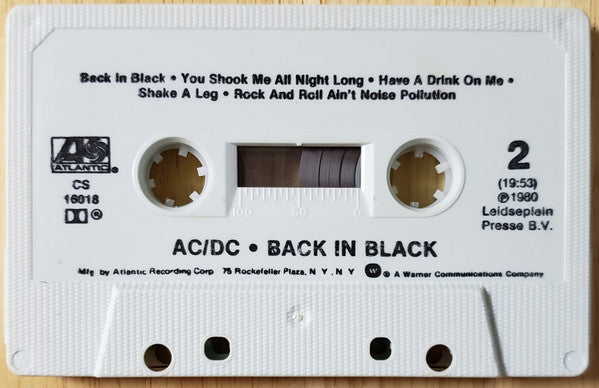 Back In Black • You Shook Me All Night Long • Have A Drink On Me •
Shake A Leg • Rock And Roll Ain't Noise Pollution
ATLANTIC
CS
16018
2
(19:53)
℗ 1980
Leidseplein
Presse B.V.
100 50 0
AC/DC • BACK IN BLACK
Mfg. by Atlantic Recording Corp. 75 Rockefeller Plaza, N.Y., N.Y. ® A Warner Communications Company